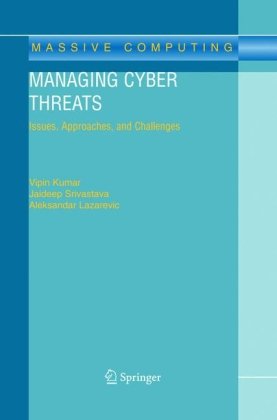 MASSIVE COMPUTING
MANAGING CYBER
THREATS
Issues, Approaches, and Challenges
Vipin Kumar
Jaideep Srivastava
Aleksandar Lazarevic
Springer